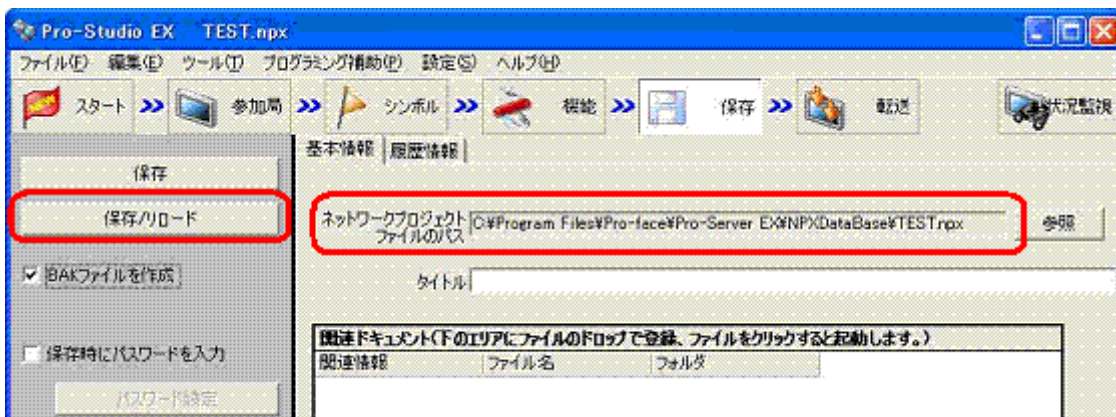 Pro-Studio EX TEST.npx
ファイル(F) 編集(E) ツール(T) プログラミング補助(P) 設定(S) ヘルプ(H)
スタート 参加局 シンボル 機能 保存 転送 状況監視
保存
保存/リロード
BAKファイルを作成
保存時にパスワードを入力
パスワード設定
基本情報 履歴情報
ネットワークプロジェクト
ファイルのパス
C:¥Program Files¥Pro-face¥Pro-Server EX¥NPXDataBase¥TEST.npx
参照
タイトル
関連ドキュメント(下のエリアにファイルのドロップで登録、ファイルをクリックすると起動します。)
関連情報 ファイル名 フォルダ